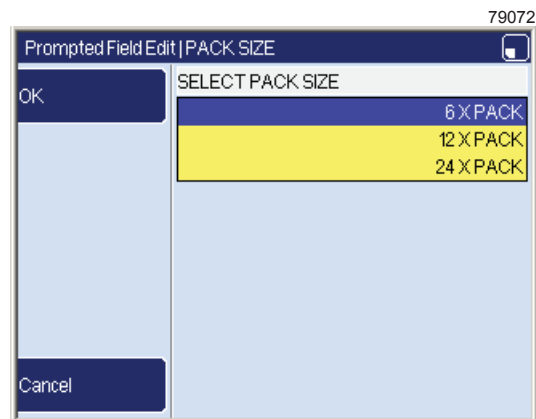 79072
Prompted Field Edit | PACK SIZE
OK
SELECT PACK SIZE
6 X PACK
12 X PACK
24 X PACK
Cancel